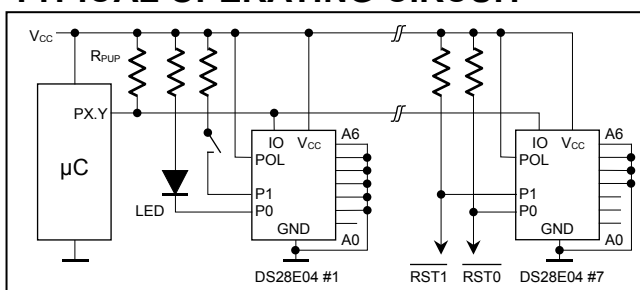 TYPICAL OPERATING CIRCUIT
VCC
RPUP
PX.Y
µC
LED
IO VCC A6
POL
P1
P0
GND
A0
DS28E04 #1
IO VCC A6
POL
P1
P0
GND
A0
RST1 RST0 DS28E04 #7